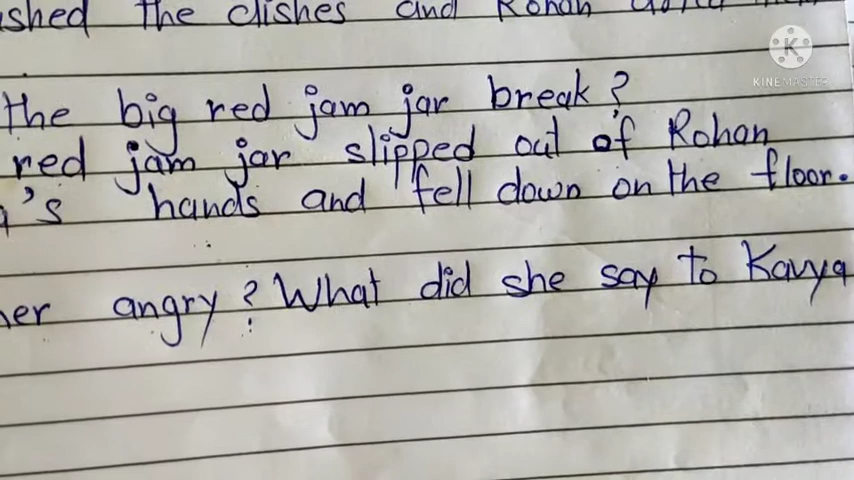 shed the dishes and Rohan
the big red jam jar break?
red jam jar slipped out of Rohan
's hands and fell down on the floor.
her angry? What did she say to Kavya
K
KINEMASTER